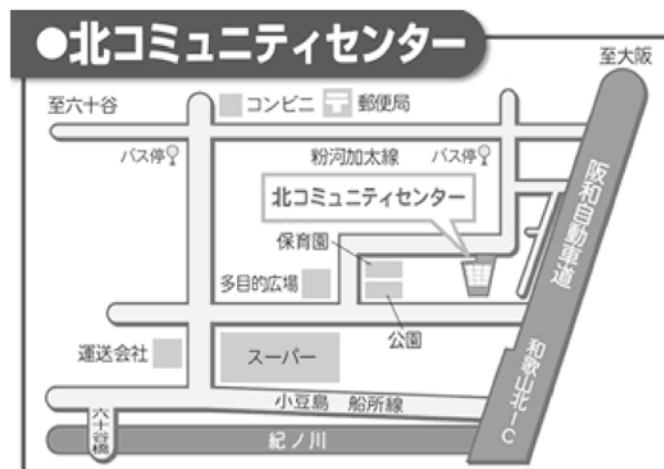 ●北コミュニティセンター
至大阪
至六十谷
コンビニ
郵便局
バス停
粉河加太線
バス停
北コミュニティセンター
阪和自動車道
保育園
多目的広場
公園
運送会社
スーパー
和歌山北IC
小豆島 船所線
六十谷橋
紀ノ川